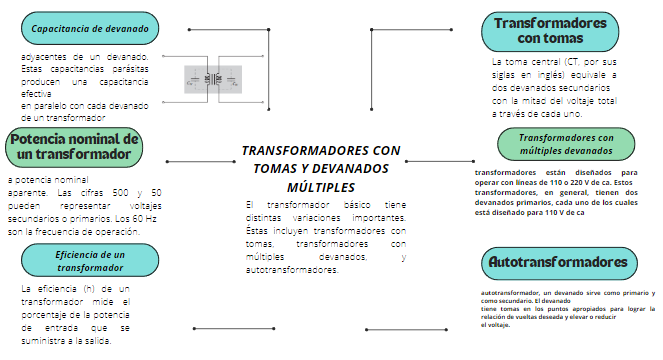 Capacitancia de devanado
adyacentes de un devanado.
Estas capacitancias parásitas
producen una capacitancia
efectiva
en paralelo con cada devanado
de un transformador
Potencia nominal de
un transformador
a potencia nominal
aparente. Las cifras 500 y 50
pueden representar voltajes
secundarios o primarios. Los 60 Hz
son la frecuencia de operación.
Eficiencia de un
transformador
La eficiencia (h) de un
transformador mide el
porcentaje de la potencia
de entrada que se
suministra a la salida.
TRANSFORMADORES CON
TOMAS Y DEVANADOS
MÚLTIPLES
El transformador básico tiene
distintas variaciones importantes.
Éstas incluyen transformadores con
tomas, transformadores con
múltiples devanados, y
autotransformadores.
Transformadores
con tomas
La toma central (CT, por sus
siglas en inglés) equivale a
dos devanados secundarios
con la mitad del voltaje total
a través de cada uno.
Transformadores con
múltiples devanados
transformadores están diseñados para
operar con líneas de 110 o 220 V de ca. Estos
transformadores, en general, tienen dos
devanados primarios, cada uno de los cuales
está diseñado para 110 V de ca
Autotransformadores
autotransformador, un devanado sirve como primario y
como secundario. El devanado
tiene tomas en los puntos apropiados para lograr la
relación de vueltas deseada y elevar o reducir
el voltaje.